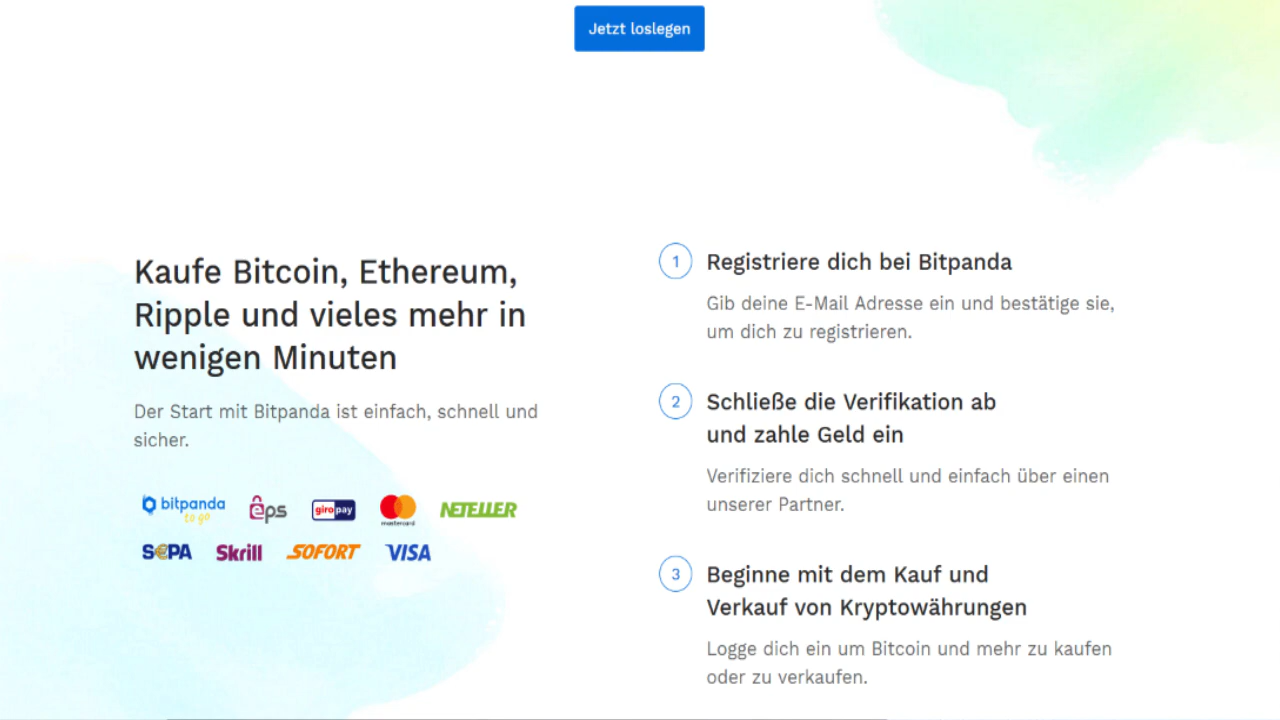 Jetzt loslegen
Kaufe Bitcoin, Ethereum,
Ripple und vieles mehr in
wenigen Minuten
Der Start mit Bitpanda ist einfach, schnell und
sicher.
bitpanda to go eps giropay mastercard NETELLER
S€PA Skrill SOFORT VISA
1 Registriere dich bei Bitpanda
Gib deine E-Mail Adresse ein und bestätige sie,
um dich zu registrieren.
2 Schließe die Verifikation ab
und zahle Geld ein
Verifiziere dich schnell und einfach über einen
unserer Partner.
3 Beginne mit dem Kauf und
Verkauf von Kryptowährungen
Logge dich ein um Bitcoin und mehr zu kaufen
oder zu verkaufen.